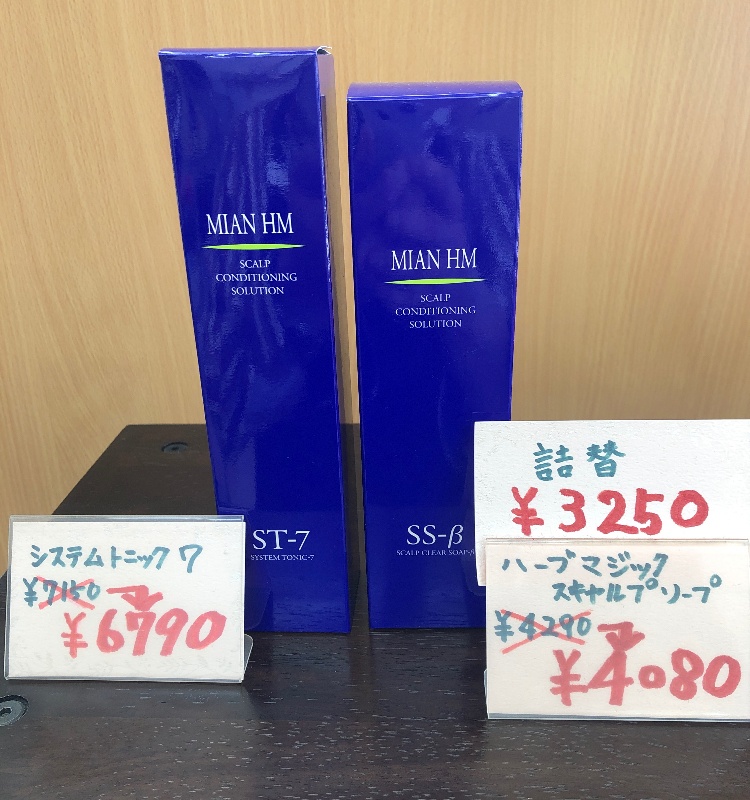 MIAN HM
SCALP
CONDITIONING
SOLUTION
ST-7
SYSTEM TONIC-7
MIAN HM
SCALP
CONDITIONING
SOLUTION
SS-β
SCALP CLEAR SOAP-β
システムトニック7
¥7150
¥6790
詰替
¥3250
ハーブマジック
スキャルプソープ
¥4290
¥4080